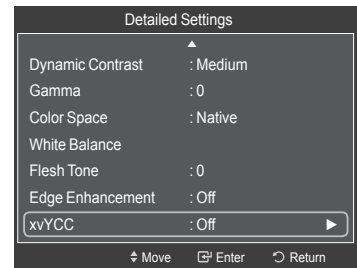 Detailed Settings
▲
Dynamic Contrast : Medium
Gamma : 0
Color Space : Native
White Balance
Flesh Tone : 0
Edge Enhancement : Off
xvYCC : Off ►
Move Enter Return